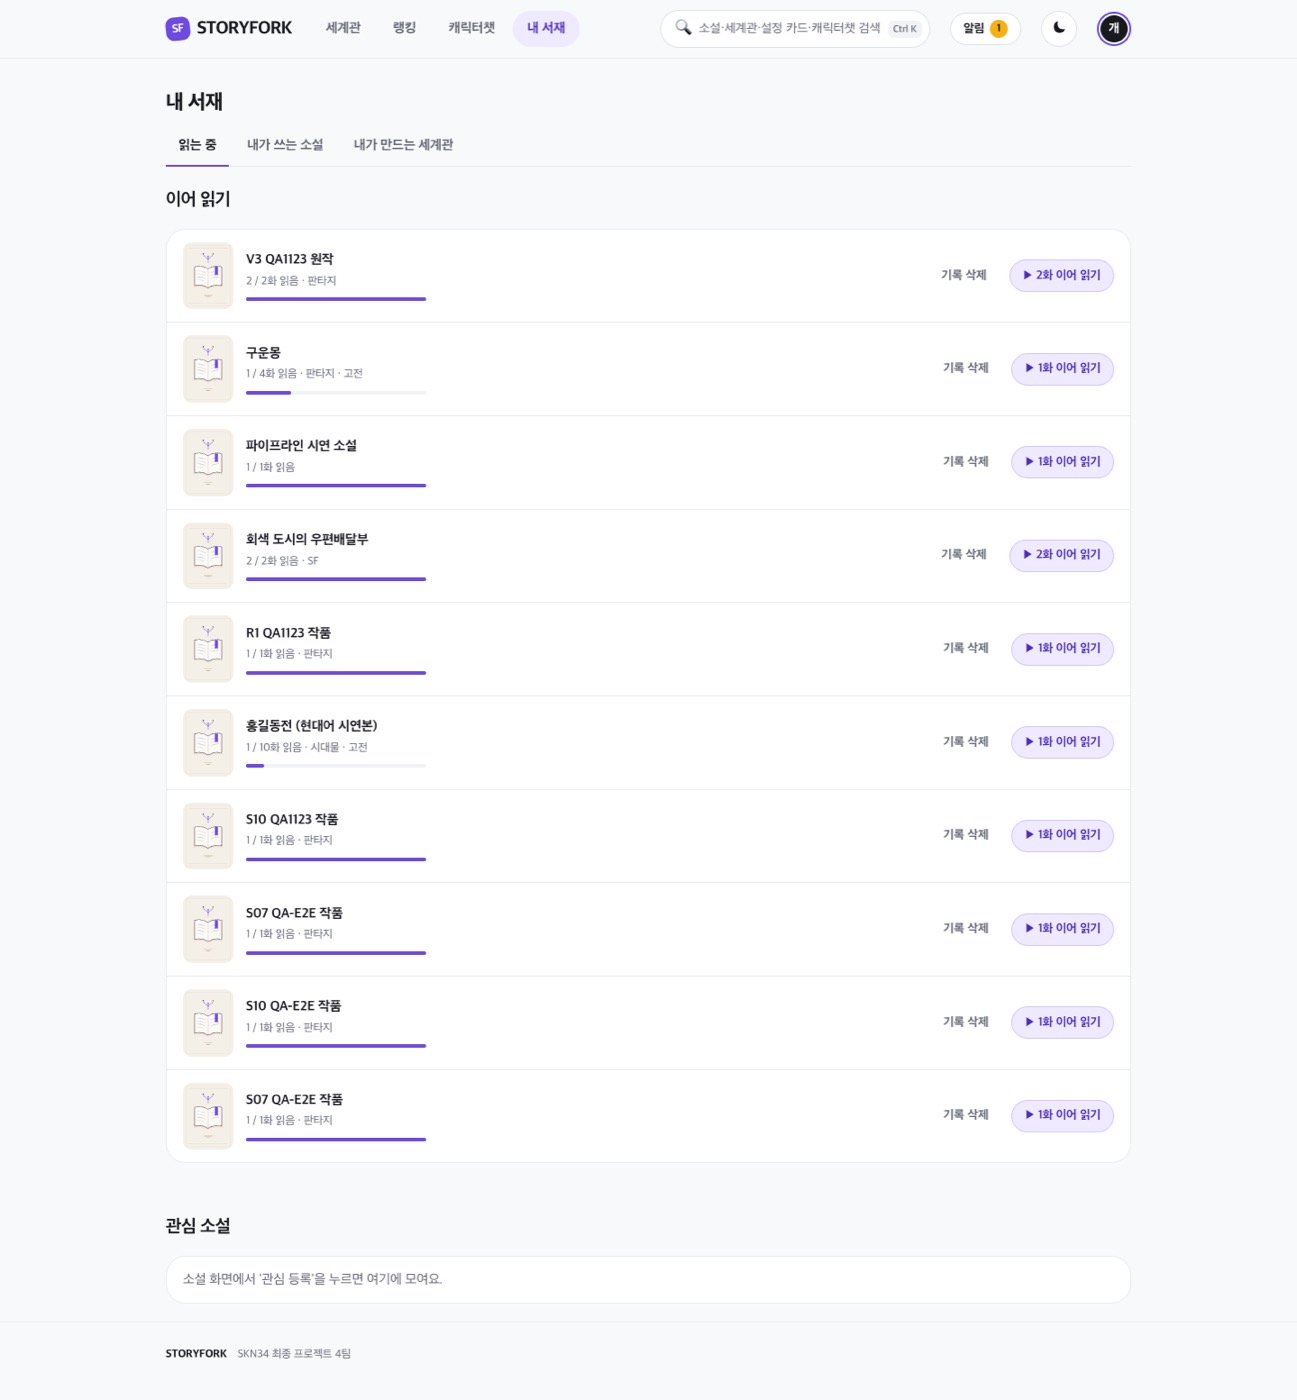 SF STORYFORK 세계관 랭킹 캐릭터챗 내 서재 소설·세계관·설정 카드·캐릭터챗 검색 Ctrl K 알림 1 개
내 서재
읽는 중 내가 쓰는 소설 내가 만드는 세계관
이어 읽기
V3 QA1123 원작
2 / 2화 읽음 · 판타지
기록 삭제 ▶ 2화 이어 읽기
구운몽
1 / 4화 읽음 · 판타지 · 고전
기록 삭제 ▶ 1화 이어 읽기
파이프라인 시연 소설
1 / 1화 읽음
기록 삭제 ▶ 1화 이어 읽기
회색 도시의 우편배달부
2 / 2화 읽음 · SF
기록 삭제 ▶ 2화 이어 읽기
R1 QA1123 작품
1 / 1화 읽음 · 판타지
기록 삭제 ▶ 1화 이어 읽기
홍길동전 (현대어 시연본)
1 / 10화 읽음 · 시대물 · 고전
기록 삭제 ▶ 1화 이어 읽기
S10 QA1123 작품
1 / 1화 읽음 · 판타지
기록 삭제 ▶ 1화 이어 읽기
S07 QA-E2E 작품
1 / 1화 읽음 · 판타지
기록 삭제 ▶ 1화 이어 읽기
S10 QA-E2E 작품
1 / 1화 읽음 · 판타지
기록 삭제 ▶ 1화 이어 읽기
S07 QA-E2E 작품
1 / 1화 읽음 · 판타지
기록 삭제 ▶ 1화 이어 읽기
관심 소설
소설 화면에서 '관심 등록'을 누르면 여기에 모여요.
STORYFORK SKN34 최종 프로젝트 4팀